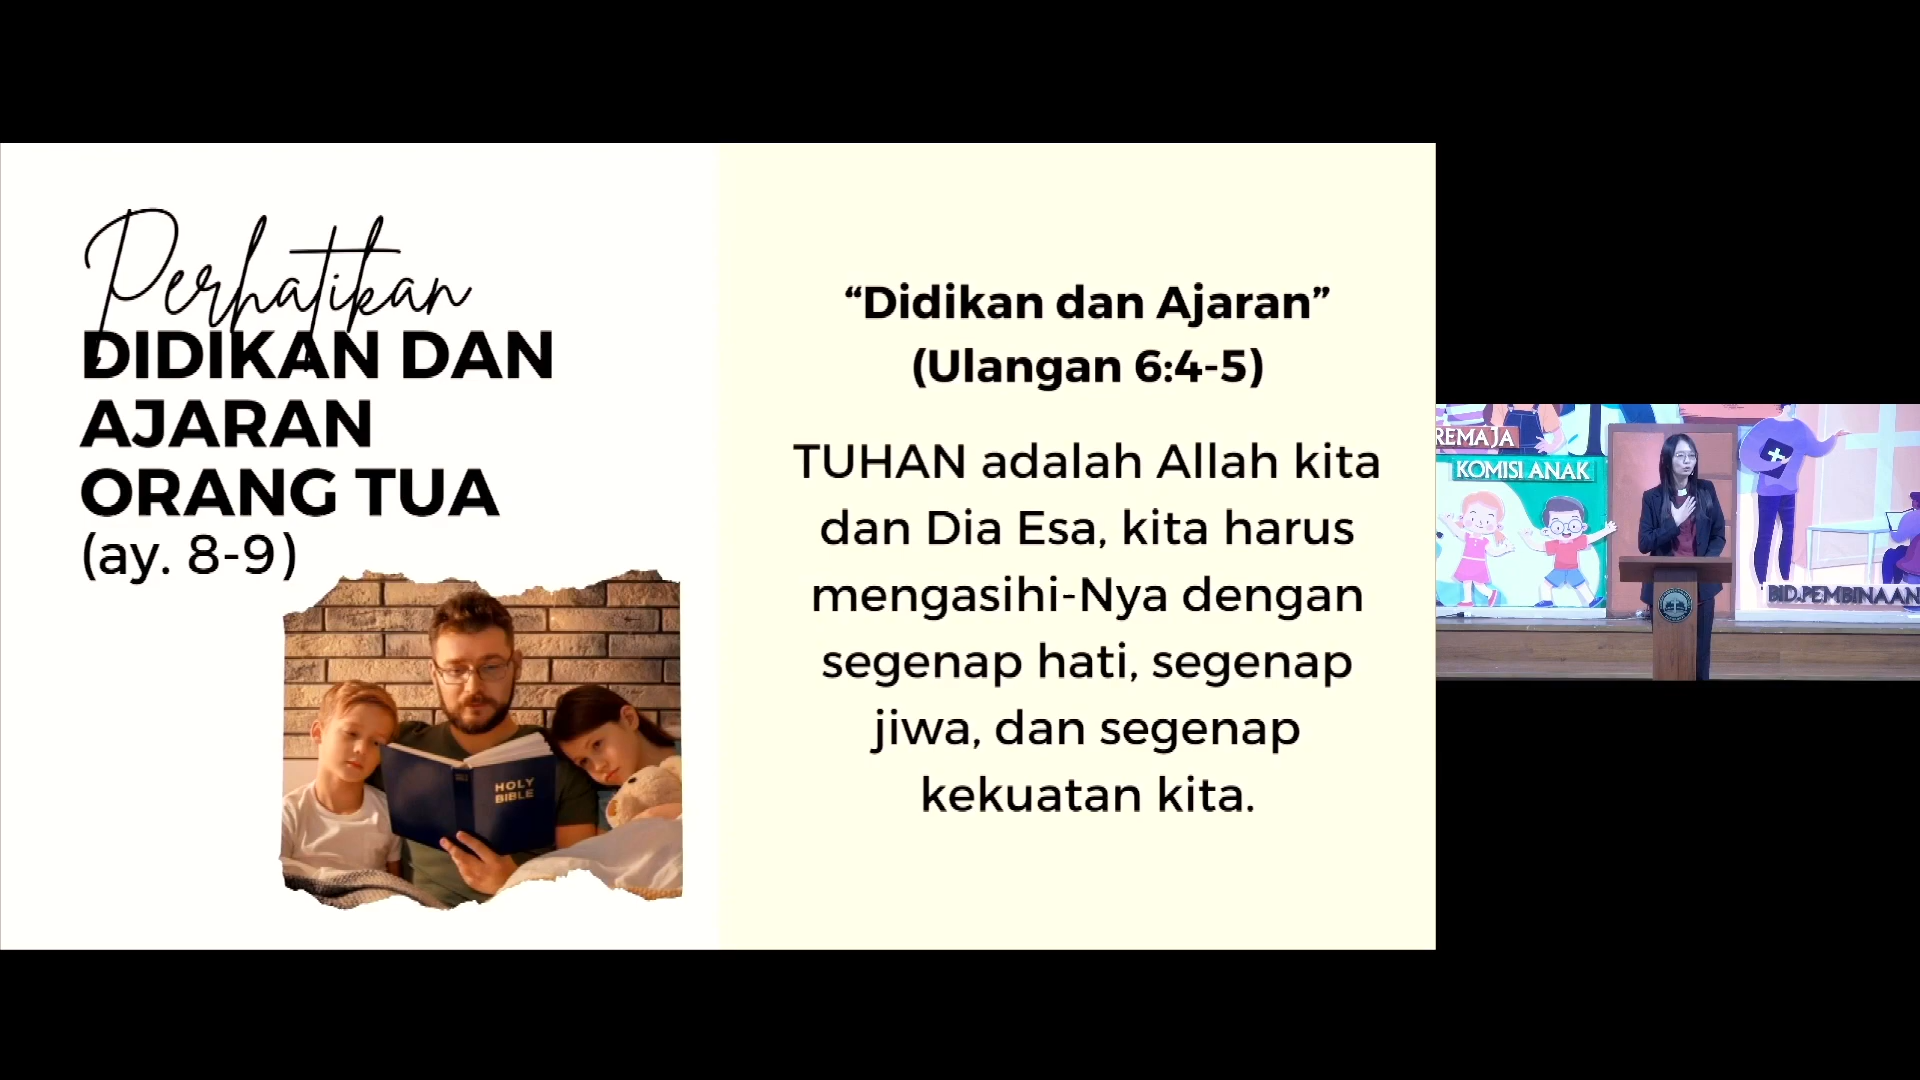 Perhatikan
DIDIKAN DAN
AJARAN
ORANG TUA
(ay. 8-9)
HOLY
BIBLE
“Didikan dan Ajaran”
(Ulangan 6:4-5)
TUHAN adalah Allah kita
dan Dia Esa, kita harus
mengasihi-Nya dengan
segenap hati, segenap
jiwa, dan segenap
kekuatan kita.
REMAJA
KOMISI ANAK
BID.PEMBINAAN